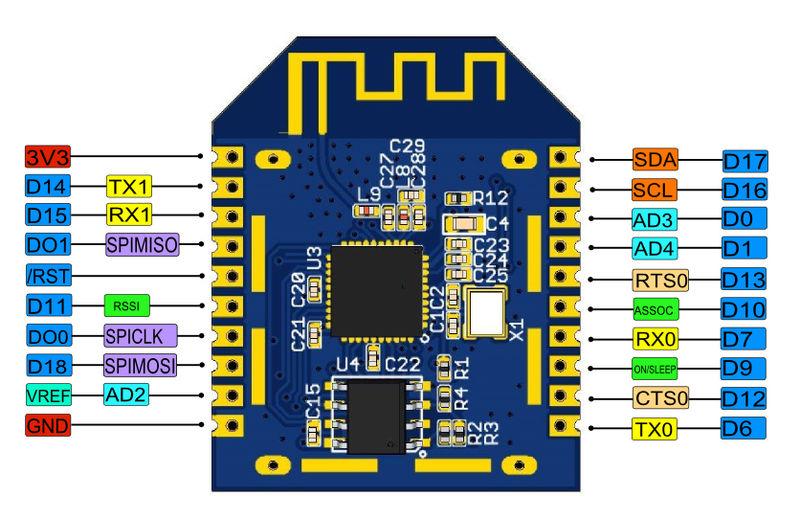 3V3
D14 TX1
D15 RX1
DO1 SPIMISO
/RST
D11 RSSI
DO0 SPICLK
D18 SPIMOSI
VREF AD2
GND
C29
C27
L8
C28
L9
R12
C4
C23
C24
C25
U3
C20
C21
C1
C2
X1
U4
C22
R1
R4
C15
R2
R3
SDA D17
SCL D16
AD3 D0
AD4 D1
RTS0 D13
ASSOC D10
RX0 D7
ON/SLEEP D9
CTS0 D12
TX0 D6